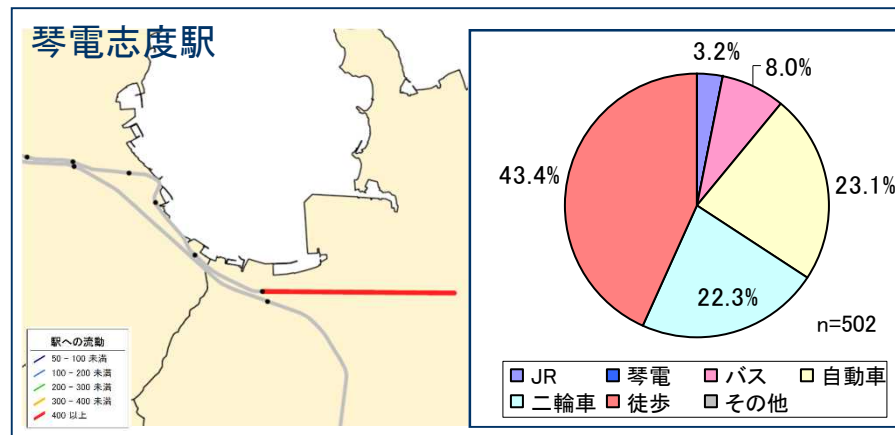 琴電志度駅
駅への流動
50 - 100 未満
100 - 200 未満
200 - 300 未満
300 - 400 未満
400 以上
3.2%
8.0%
23.1%
22.3%
43.4%
n=502
JR 琴電 バス 自動車
二輪車 徒歩 その他